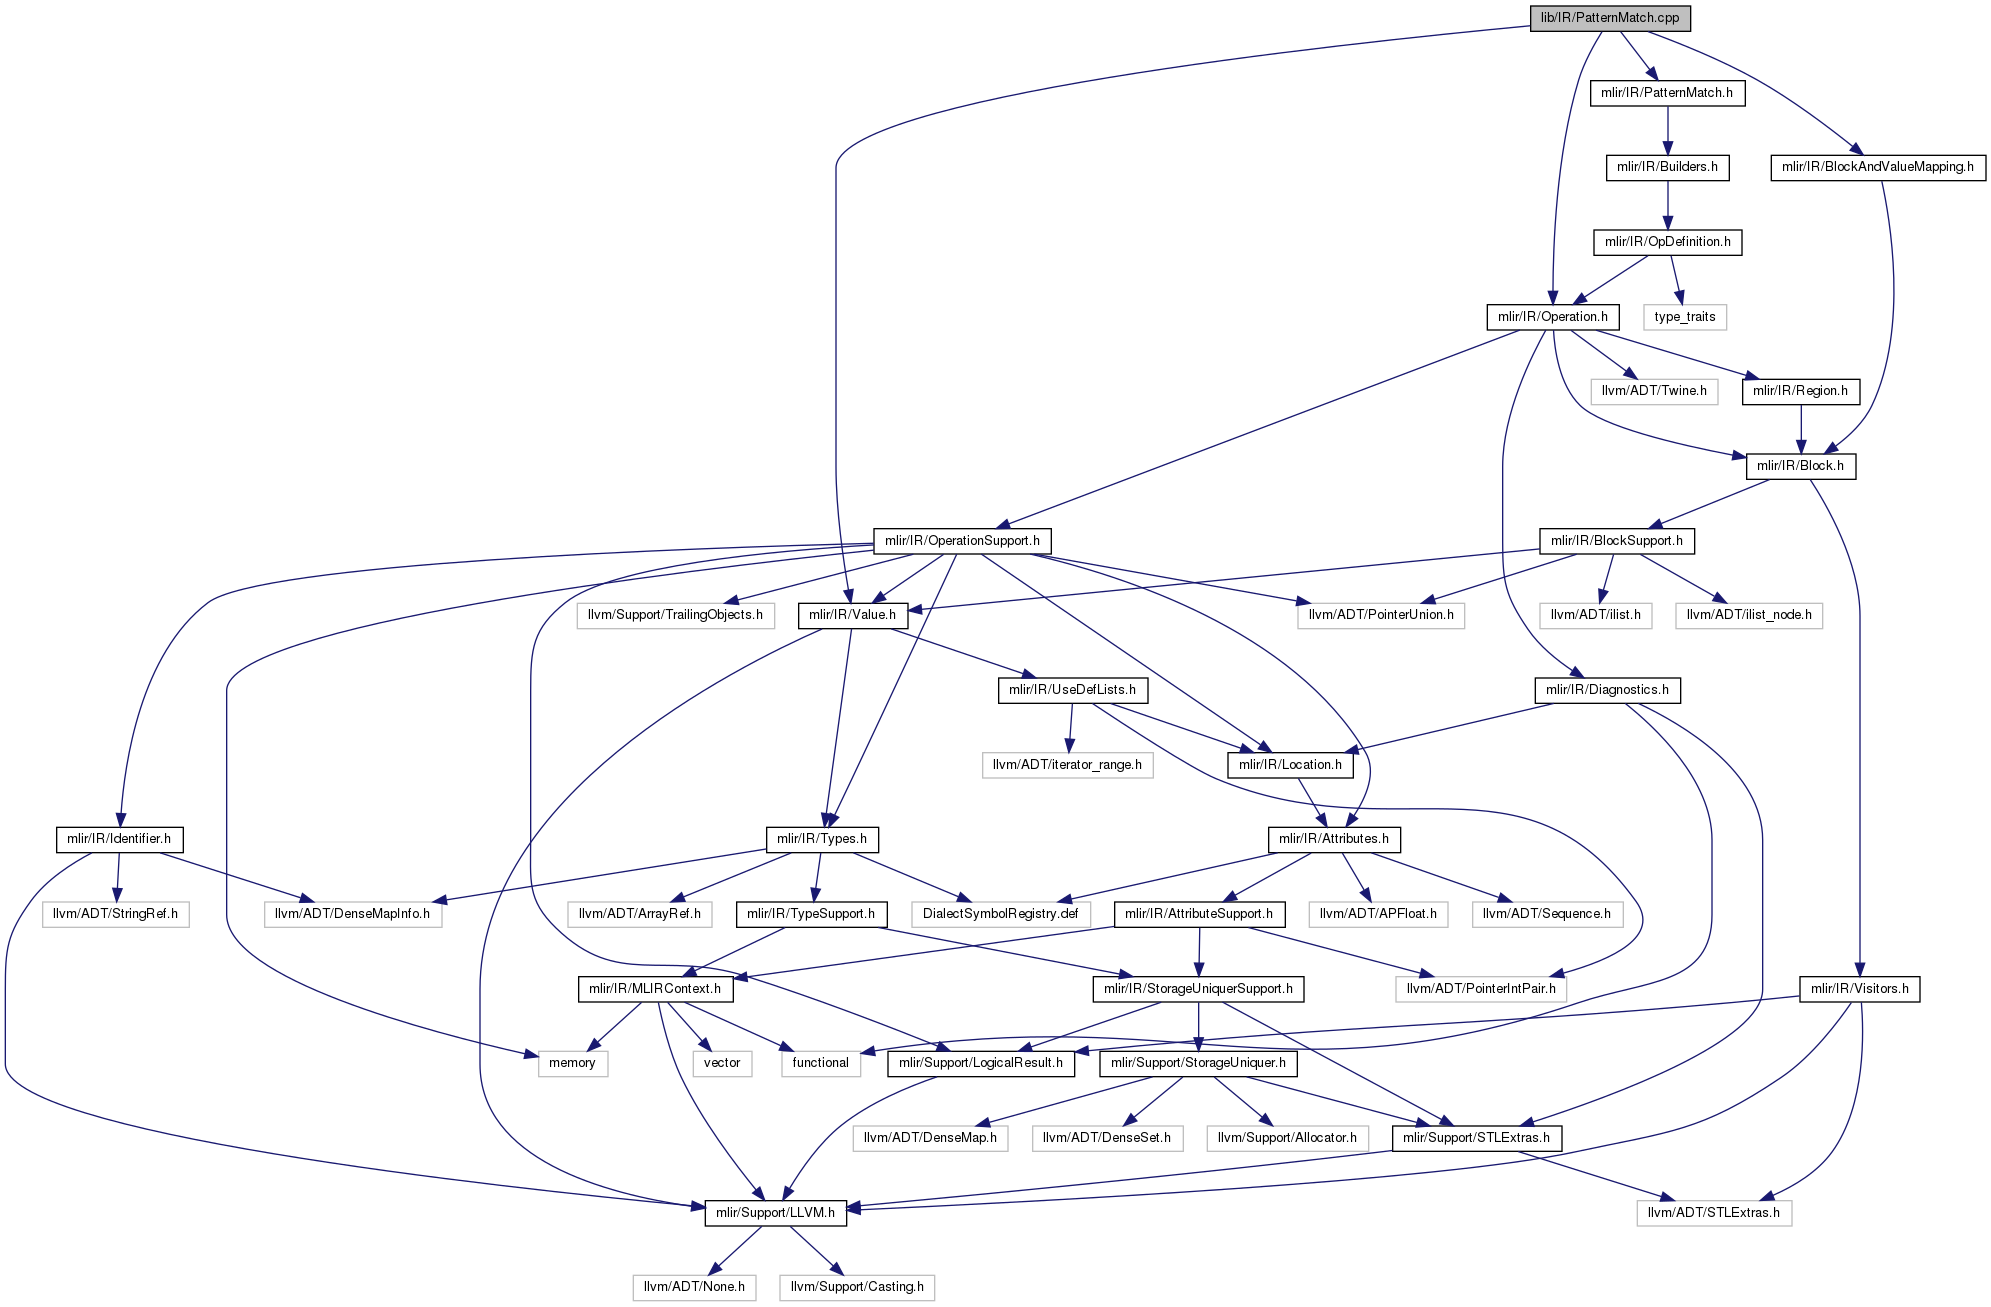 lib/IR/PatternMatch.cpp
mlir/IR/PatternMatch.h
mlir/IR/Builders.h
mlir/IR/BlockAndValueMapping.h
mlir/IR/OpDefinition.h
mlir/IR/Operation.h
type_traits
llvm/ADT/Twine.h
mlir/IR/Region.h
mlir/IR/Block.h
mlir/IR/OperationSupport.h
mlir/IR/BlockSupport.h
llvm/Support/TrailingObjects.h
mlir/IR/Value.h
llvm/ADT/PointerUnion.h
llvm/ADT/ilist.h
llvm/ADT/ilist_node.h
mlir/IR/UseDefLists.h
mlir/IR/Diagnostics.h
llvm/ADT/iterator_range.h
mlir/IR/Location.h
mlir/IR/Identifier.h
mlir/IR/Types.h
mlir/IR/Attributes.h
llvm/ADT/StringRef.h
llvm/ADT/DenseMapInfo.h
llvm/ADT/ArrayRef.h
mlir/IR/TypeSupport.h
DialectSymbolRegistry.def
mlir/IR/AttributeSupport.h
llvm/ADT/APFloat.h
llvm/ADT/Sequence.h
mlir/IR/MLIRContext.h
mlir/IR/StorageUniquerSupport.h
llvm/ADT/PointerIntPair.h
mlir/IR/Visitors.h
memory
vector
functional
mlir/Support/LogicalResult.h
mlir/Support/StorageUniquer.h
llvm/ADT/DenseMap.h
llvm/ADT/DenseSet.h
llvm/Support/Allocator.h
mlir/Support/STLExtras.h
mlir/Support/LLVM.h
llvm/ADT/STLExtras.h
llvm/ADT/None.h
llvm/Support/Casting.h